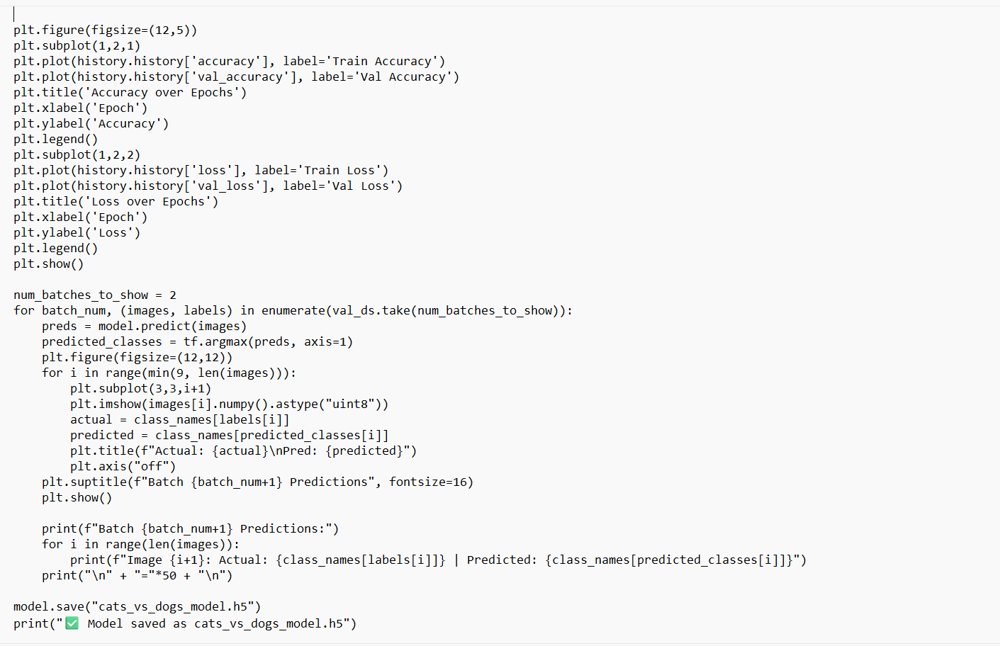 plt.figure(figsize=(12,5))
plt.subplot(1,2,1)
plt.plot(history.history['accuracy'], label='Train Accuracy')
plt.plot(history.history['val_accuracy'], label='Val Accuracy')
plt.title('Accuracy over Epochs')
plt.xlabel('Epoch')
plt.ylabel('Accuracy')
plt.legend()
plt.subplot(1,2,2)
plt.plot(history.history['loss'], label='Train Loss')
plt.plot(history.history['val_loss'], label='Val Loss')
plt.title('Loss over Epochs')
plt.xlabel('Epoch')
plt.ylabel('Loss')
plt.legend()
plt.show()

num_batches_to_show = 2
for batch_num, (images, labels) in enumerate(val_ds.take(num_batches_to_show)):
    preds = model.predict(images)
    predicted_classes = tf.argmax(preds, axis=1)
    plt.figure(figsize=(12,12))
    for i in range(min(9, len(images))):
        plt.subplot(3,3,i+1)
        plt.imshow(images[i].numpy().astype("uint8"))
        actual = class_names[labels[i]]
        predicted = class_names[predicted_classes[i]]
        plt.title(f"Actual: {actual}\nPred: {predicted}")
        plt.axis("off")
    plt.suptitle(f"Batch {batch_num+1} Predictions", fontsize=16)
    plt.show()

    print(f"Batch {batch_num+1} Predictions:")
    for i in range(len(images)):
        print(f"Image {i+1}: Actual: {class_names[labels[i]]} | Predicted: {class_names[predicted_classes[i]]}")
    print("\n" + "="*50 + "\n")

model.save("cats_vs_dogs_model.h5")
print("✅ Model saved as cats_vs_dogs_model.h5")